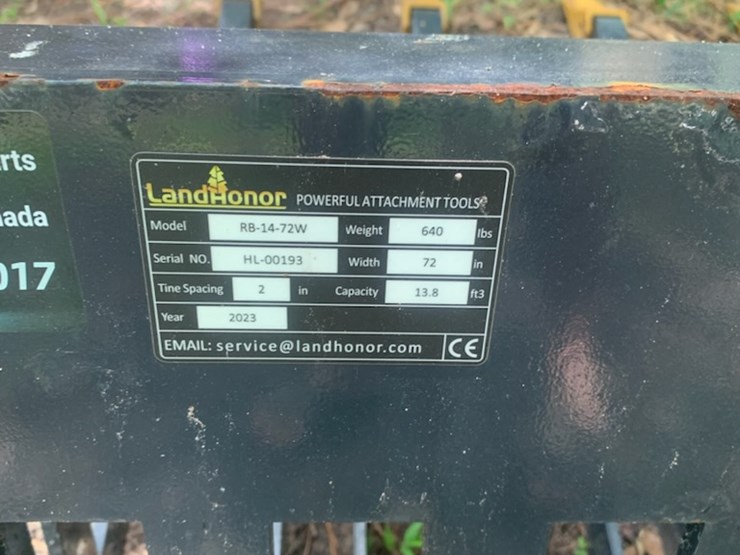 rts
nada
017
LandHonor POWERFUL ATTACHMENT TOOLS
Model RB-14-72W Weight 640 lbs
Serial NO. HL-00193 Width 72 in
Tine Spacing 2 in Capacity 13.8 ft3
Year 2023
EMAIL: service@landhonor.com CE